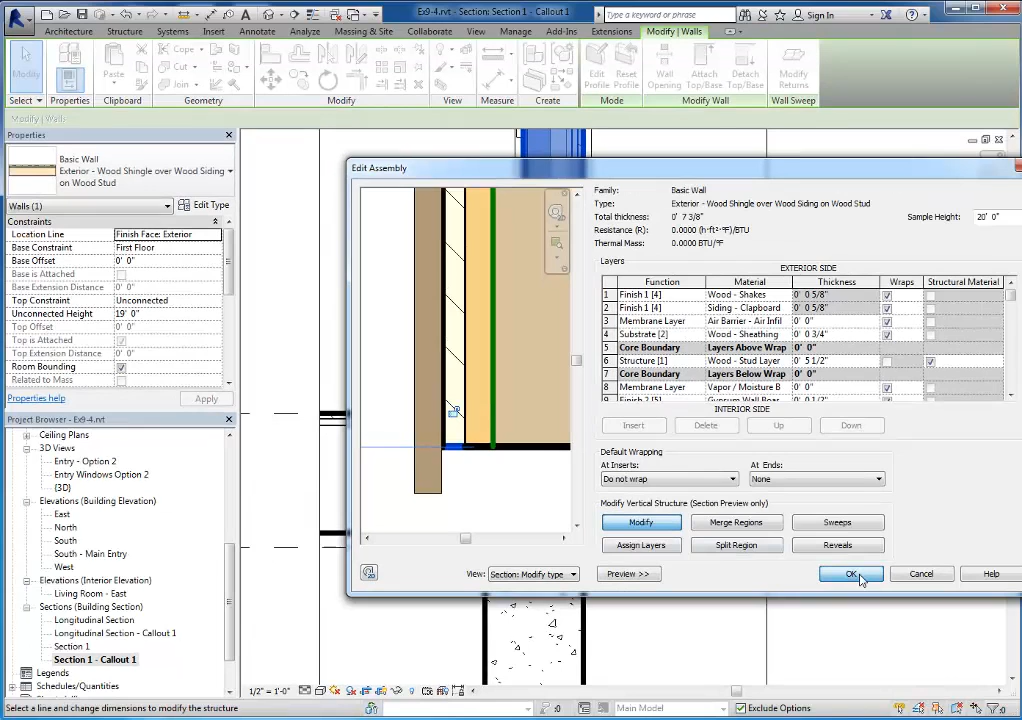 Ex9-4.rvt - Section: Section 1 - Callout 1
Type a keyword or phrase
Sign In
Architecture
Structure
Systems
Insert
Annotate
Analyze
Massing & Site
Collaborate
View
Manage
Add-Ins
Extensions
Modify | Walls
Modify
Paste
Cope
Cut
Join
Edit Profile
Reset Profile
Wall Opening
Attach Top/Base
Detach Top/Base
Modify Returns
Select
Properties
Clipboard
Geometry
Modify
View
Measure
Create
Mode
Modify Wall
Wall Sweep
Modify | Walls
Properties
Basic Wall
Exterior - Wood Shingle over Wood Siding on Wood Stud
Walls (1)
Edit Type
Constraints
Location Line Finish Face: Exterior
Base Constraint First Floor
Base Offset 0' 0"
Base is Attached
Base Extension Distance 0' 0"
Top Constraint Unconnected
Unconnected Height 19' 0"
Top Offset 0' 0"
Top is Attached
Top Extension Distance 0' 0"
Room Bounding
Related to Mass
Properties help
Apply
Project Browser - Ex9-4.rvt
Ceiling Plans
3D Views
Entry - Option 2
Entry Windows Option 2
{3D}
Elevations (Building Elevation)
East
North
South
South - Main Entry
West
Elevations (Interior Elevation)
Living Room - East
Sections (Building Section)
Longitudinal Section
Longitudinal Section - Callout 1
Section 1
Section 1 - Callout 1
Legends
Schedules/Quantities
Edit Assembly
Family: Basic Wall
Type: Exterior - Wood Shingle over Wood Siding on Wood Stud
Total thickness: 0' 7 3/8"
Sample Height: 20' 0"
Resistance (R): 0.0000 (h·ft²·°F)/BTU
Thermal Mass: 0.0000 BTU/°F
Layers
EXTERIOR SIDE
Function Material Thickness Wraps Structural Material
1 Finish 1 [4] Wood - Shakes 0' 0 5/8"
2 Finish 1 [4] Siding - Clapboard 0' 0 5/8"
3 Membrane Layer Air Barrier - Air Infil 0' 0"
4 Substrate [2] Wood - Sheathing 0' 0 3/4"
5 Core Boundary Layers Above Wrap 0' 0"
6 Structure [1] Wood - Stud Layer 0' 5 1/2"
7 Core Boundary Layers Below Wrap 0' 0"
8 Membrane Layer Vapor / Moisture B 0' 0"
INTERIOR SIDE
Insert
Delete
Up
Down
Default Wrapping
At Inserts:
At Ends:
Do not wrap
None
Modify Vertical Structure (Section Preview only)
Modify
Merge Regions
Sweeps
Assign Layers
Split Region
Reveals
View: Section: Modify type
Preview >>
OK
Cancel
Help
1/2" = 1'-0"
Select a line and change dimensions to modify the structure
:0
Main Model
Exclude Options
:0